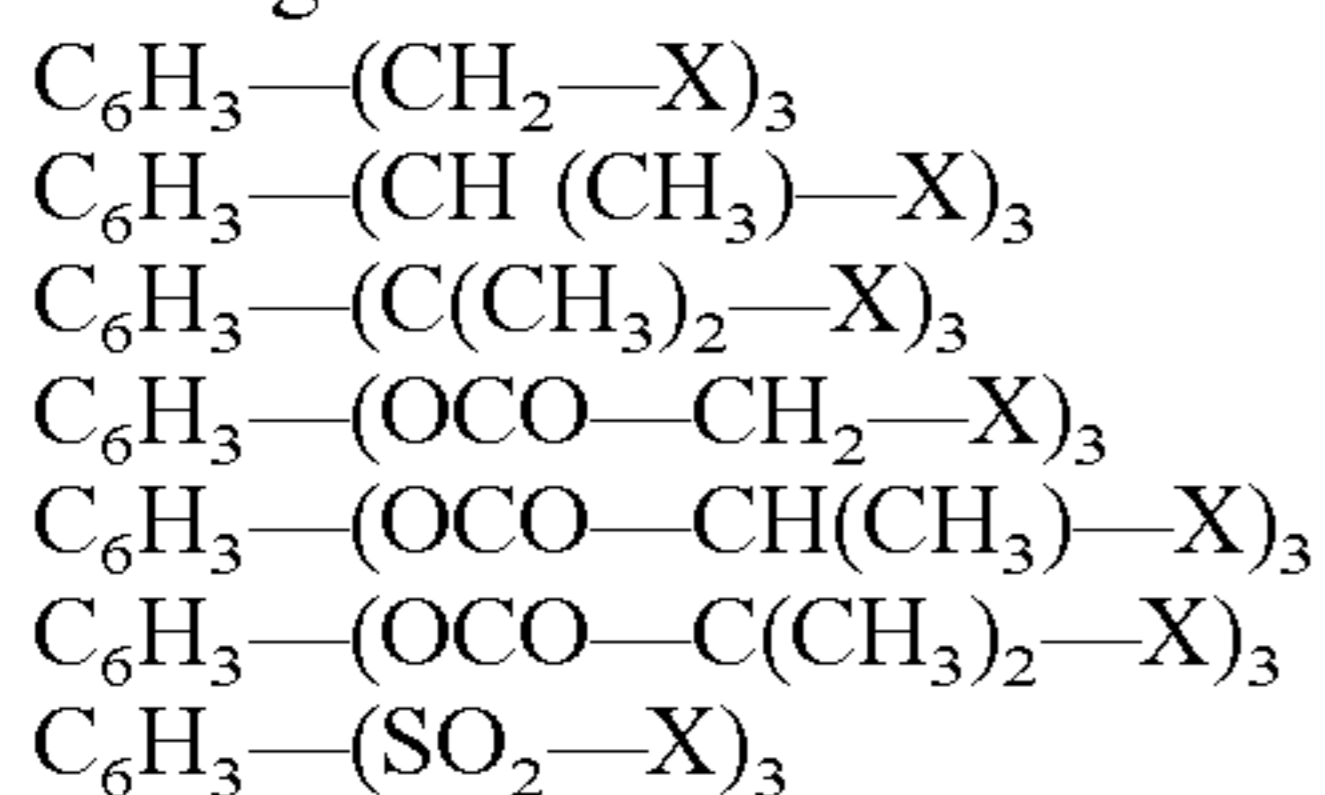 C₆H₃—(CH₂—X)₃
C₆H₃—(CH (CH₃)—X)₃
C₆H₃—(C(CH₃)₂—X)₃
C₆H₃—(OCO—CH₂—X)₃
C₆H₃—(OCO—CH(CH₃)—X)₃
C₆H₃—(OCO—C(CH₃)₂—X)₃
C₆H₃—(SO₂—X)₃